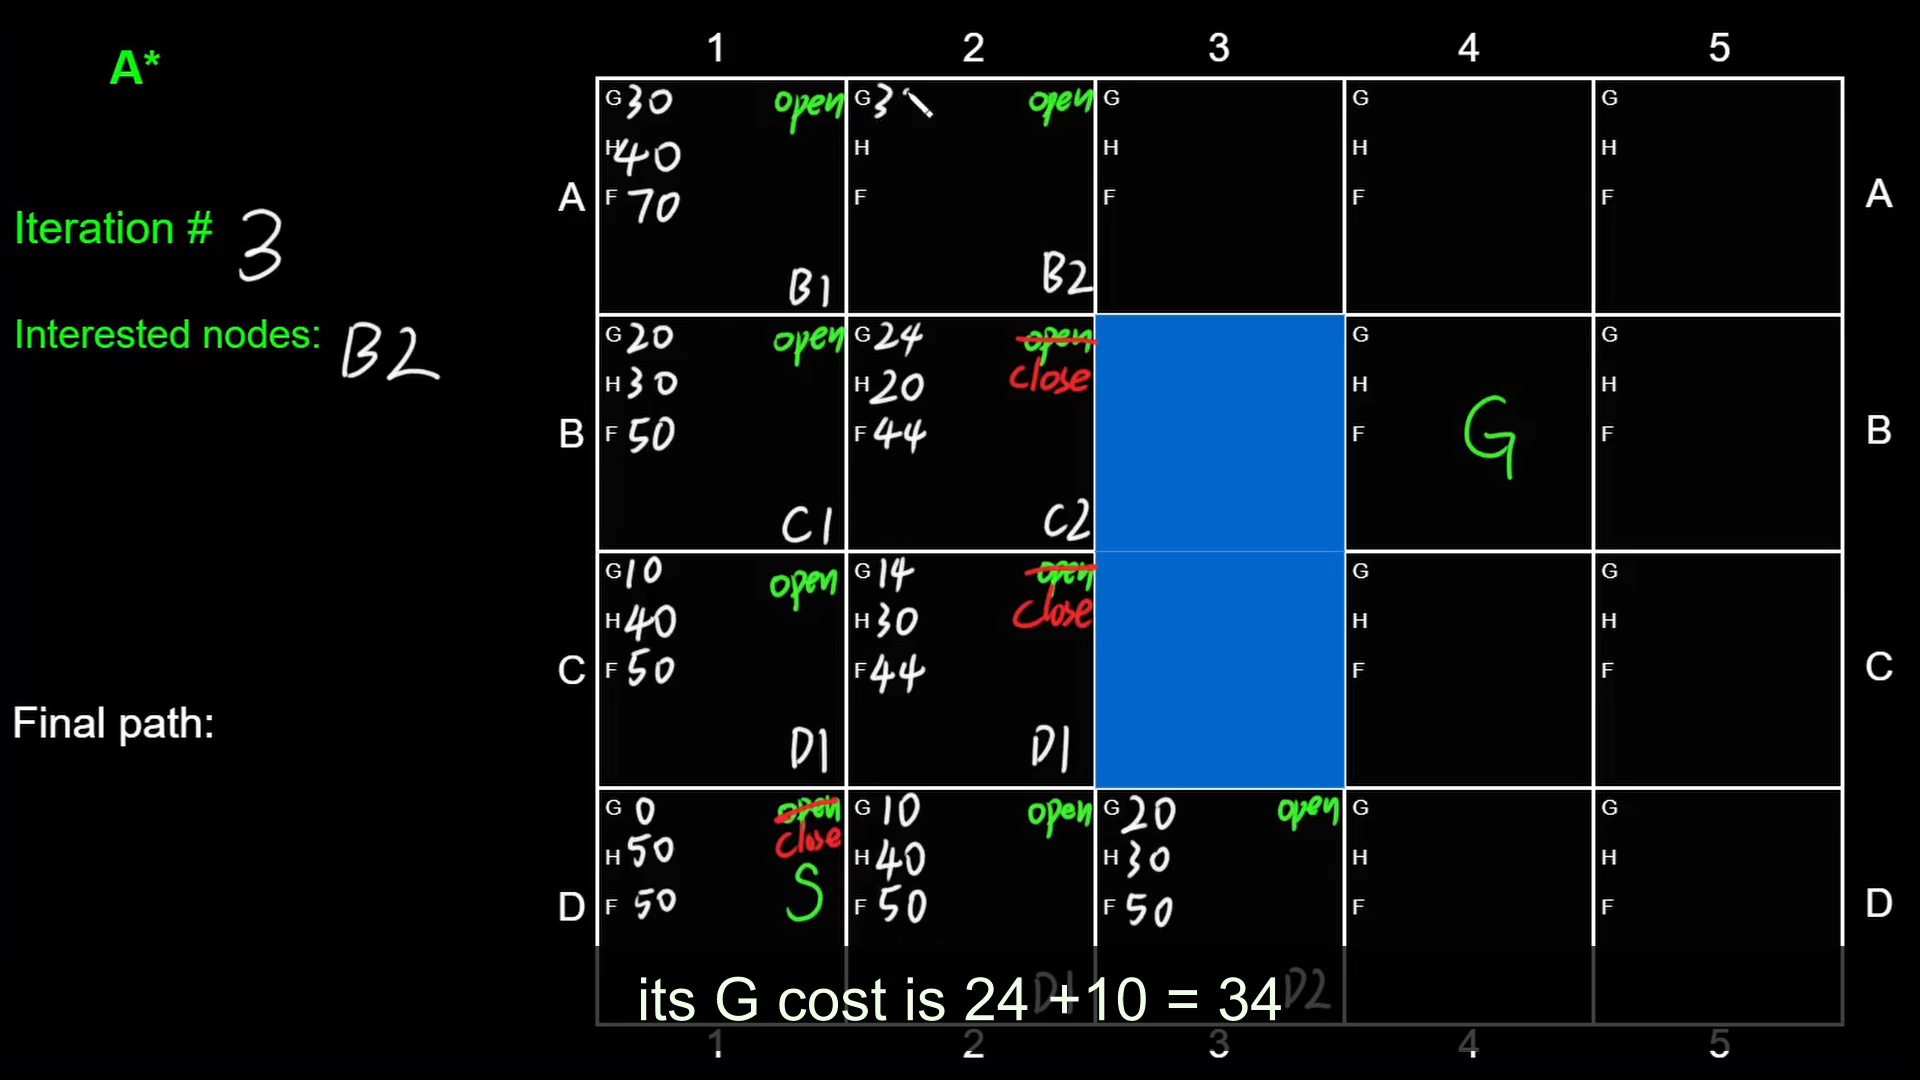 A*
Iteration # 3
Interested nodes: B2
Final path:
1 2 3 4 5
A
G 30 open
H 40
F 70
B1
G 3 open
H
F
B2
G
H
F
G
H
F
G
H
F
A
B
G 20 open
H 30
F 50
C1
G 24 open
close
H 20
F 44
C2
G
H
F
G
G
H
F
B
C
G 10 open
H 40
F 50
D1
G 14 open
close
H 30
F 44
D1
G
H
F
G
H
F
C
D
G 0 open
close
H 50
F 50
S
G 10 open
H 40
F 50
D1
G 20 open
H 30
F 50
D2
G
H
F
G
H
F
D
its G cost is 24 +10 = 34
1 2 3 4 5